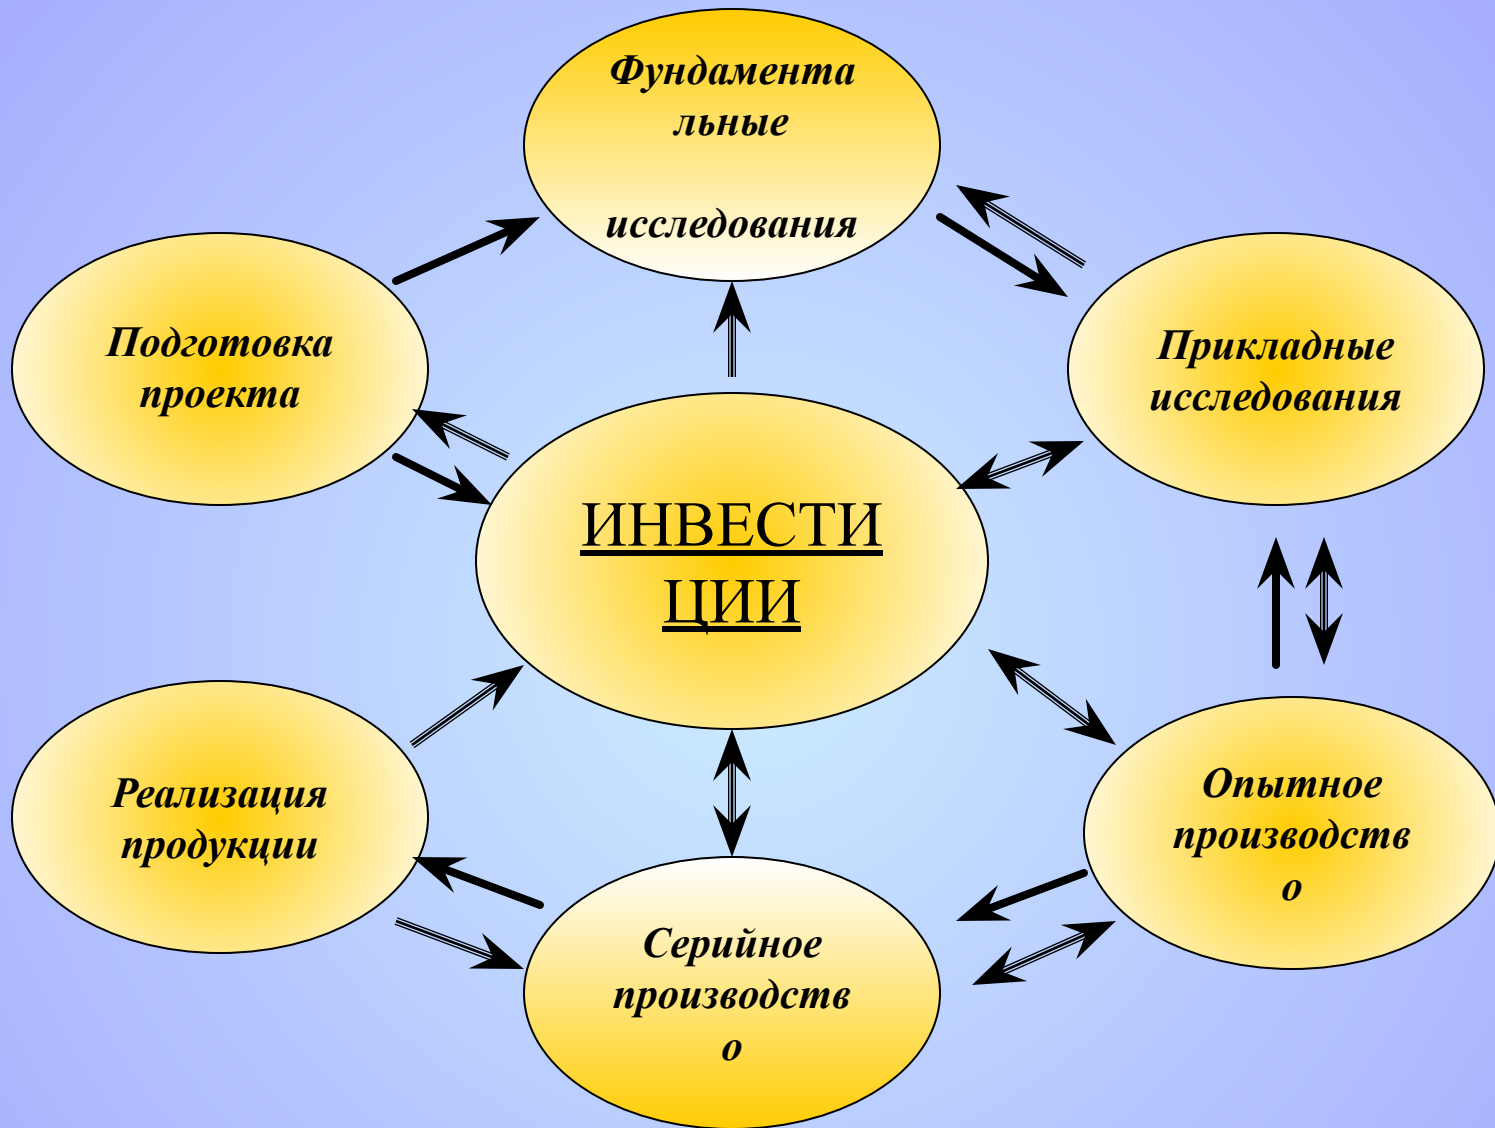 Фундамента
льные
исследования
Подготовка
проекта
Прикладные
исследования
ИНВЕСТИ
ЦИИ
Реализация
продукции
Опытное
производств
о
Серийное
производств
о